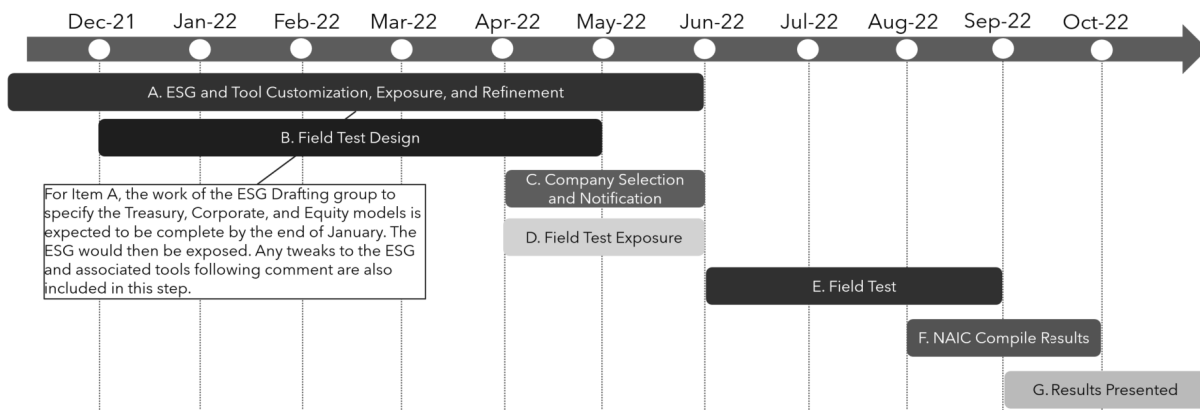 Dec-21 Jan-22 Feb-22 Mar-22 Apr-22 May-22 Jun-22 Jul-22 Aug-22 Sep-22 Oct-22
A. ESG and Tool Customization, Exposure, and Refinement
B. Field Test Design
For Item A, the work of the ESG Drafting group to
specify the Treasury, Corporate, and Equity models is
expected to be complete by the end of January. The
ESG would then be exposed. Any tweaks to the ESG
and associated tools following comment are also
included in this step.
C. Company Selection
and Notification
D. Field Test Exposure
E. Field Test
F. NAIC Compile Results
G. Results Presented